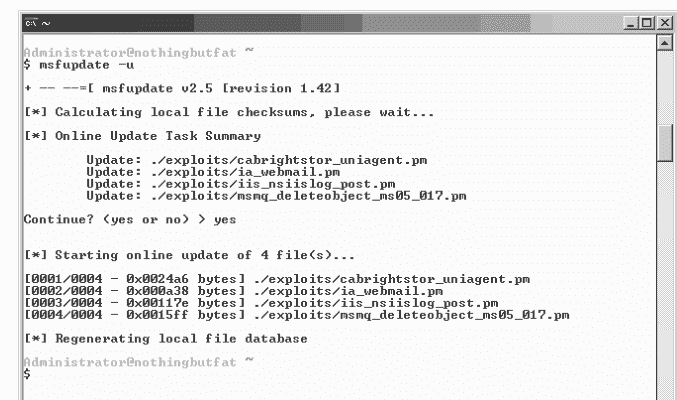 C:\ ~
Administrator@nothingbutfat ~
$ msfupdate -u
+ -- --=[ msfupdate v2.5 [revision 1.42]
[*] Calculating local file checksums, please wait...
[*] Online Update Task Summary
Update: ./exploits/cabrightstor_uniagent.pm
Update: ./exploits/ia_webmail.pm
Update: ./exploits/iis_nsiislog_post.pm
Update: ./exploits/msmq_deleteobject_ms05_017.pm
Continue? (yes or no) > yes
[*] Starting online update of 4 file(s)...
[0001/0004 - 0x0024a6 bytes] ./exploits/cabrightstor_uniagent.pm
[0002/0004 - 0x000a38 bytes] ./exploits/ia_webmail.pm
[0003/0004 - 0x00117e bytes] ./exploits/iis_nsiislog_post.pm
[0004/0004 - 0x0015ff bytes] ./exploits/msmq_deleteobject_ms05_017.pm
[*] Regenerating local file database
Administrator@nothingbutfat ~
$